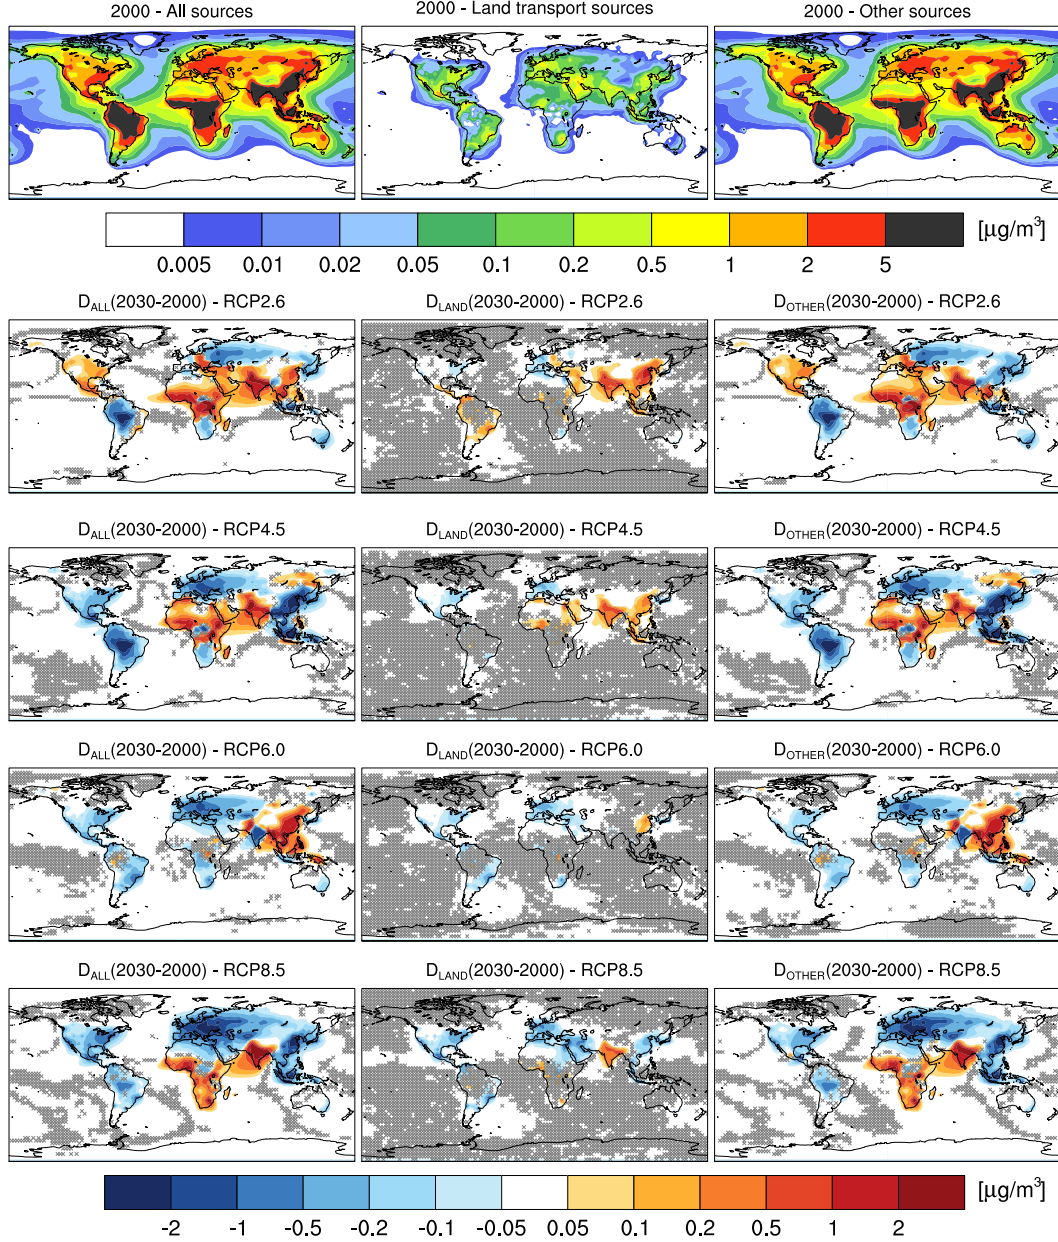 2000 - All sources
2000 - Land transport sources
2000 - Other sources
0.005 0.01 0.02 0.05 0.1 0.2 0.5 1 2 5 [μg/m³]
D_ALL(2030-2000) - RCP2.6
D_LAND(2030-2000) - RCP2.6
D_OTHER(2030-2000) - RCP2.6
D_ALL(2030-2000) - RCP4.5
D_LAND(2030-2000) - RCP4.5
D_OTHER(2030-2000) - RCP4.5
D_ALL(2030-2000) - RCP6.0
D_LAND(2030-2000) - RCP6.0
D_OTHER(2030-2000) - RCP6.0
D_ALL(2030-2000) - RCP8.5
D_LAND(2030-2000) - RCP8.5
D_OTHER(2030-2000) - RCP8.5
-2 -1 -0.5 -0.2 -0.1 -0.05 0.05 0.1 0.2 0.5 1 2 [μg/m³]